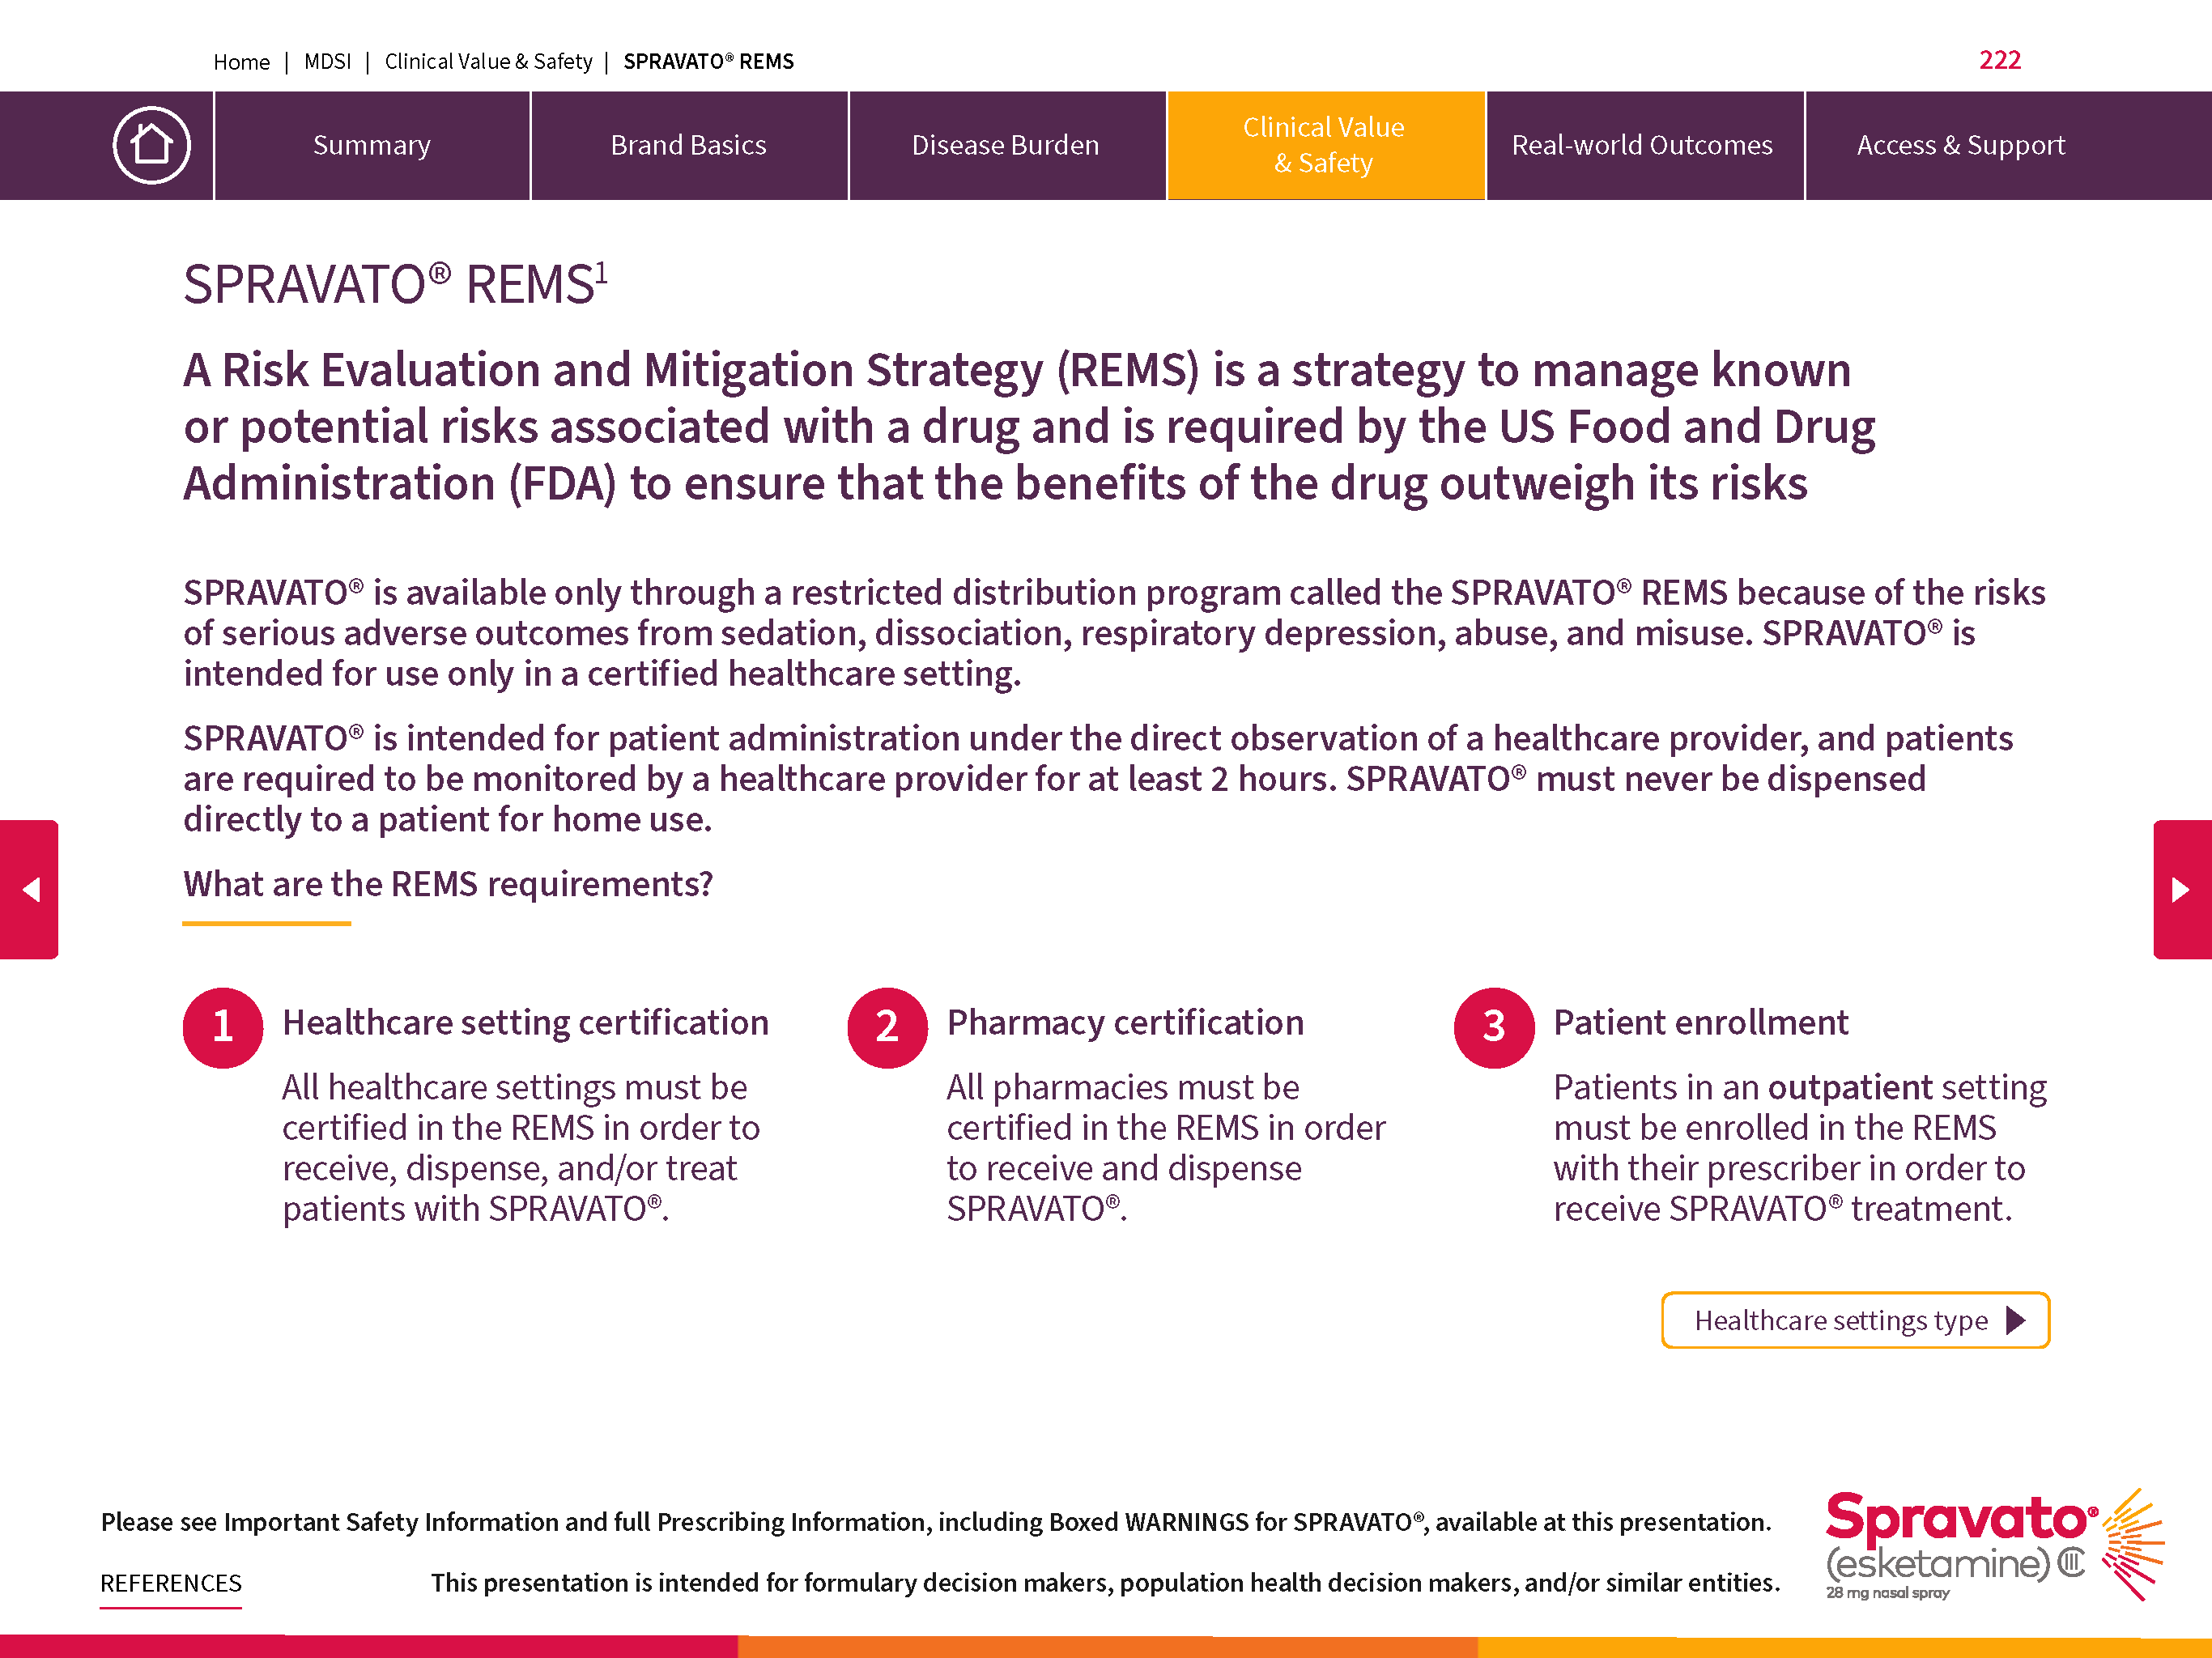 Home | MDSI | Clinical Value & Safety | SPRAVATO® REMS
222
Summary
Brand Basics
Disease Burden
Clinical Value
& Safety
Real-world Outcomes
Access & Support
SPRAVATO® REMS1
A Risk Evaluation and Mitigation Strategy (REMS) is a strategy to manage known
or potential risks associated with a drug and is required by the US Food and Drug
Administration (FDA) to ensure that the benefits of the drug outweigh its risks
SPRAVATO® is available only through a restricted distribution program called the SPRAVATO® REMS because of the risks
of serious adverse outcomes from sedation, dissociation, respiratory depression, abuse, and misuse. SPRAVATO® is
intended for use only in a certified healthcare setting.
SPRAVATO® is intended for patient administration under the direct observation of a healthcare provider, and patients
are required to be monitored by a healthcare provider for at least 2 hours. SPRAVATO® must never be dispensed
directly to a patient for home use.
What are the REMS requirements?
1
Healthcare setting certification
All healthcare settings must be
certified in the REMS in order to
receive, dispense, and/or treat
patients with SPRAVATO®.
2
Pharmacy certification
All pharmacies must be
certified in the REMS in order
to receive and dispense
SPRAVATO®.
3
Patient enrollment
Patients in an outpatient setting
must be enrolled in the REMS
with their prescriber in order to
receive SPRAVATO® treatment.
Healthcare settings type
Please see Important Safety Information and full Prescribing Information, including Boxed WARNINGS for SPRAVATO®, available at this presentation.
REFERENCES
This presentation is intended for formulary decision makers, population health decision makers, and/or similar entities.
Spravato®
(esketamine) CIII
28 mg nasal spray